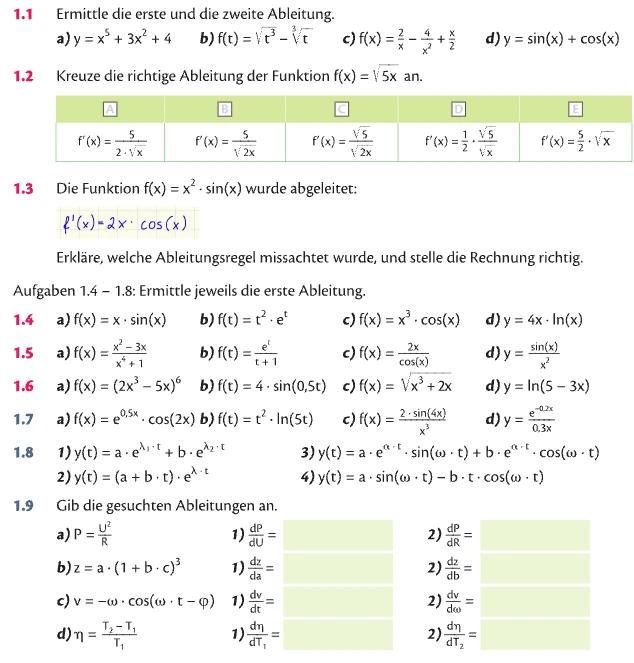 1.1 Ermittle die erste und die zweite Ableitung.
a) y = x⁵ + 3x² + 4 b) f(t) = √t³ − ∛t c) f(x) = 2/x − 4/x² + x/2 d) y = sin(x) + cos(x)
1.2 Kreuze die richtige Ableitung der Funktion f(x) = √5x an.
A B C D E
f'(x) = 5/(2 · √x) f'(x) = 5/√2x f'(x) = √5/√2x f'(x) = 1/2 · √5/√x f'(x) = 5/2 · √x
1.3 Die Funktion f(x) = x² · sin(x) wurde abgeleitet:
f'(x) = 2x · cos(x)
Erkläre, welche Ableitungsregel missachtet wurde, und stelle die Rechnung richtig.
Aufgaben 1.4 – 1.8: Ermittle jeweils die erste Ableitung.
1.4 a) f(x) = x · sin(x) b) f(t) = t² · eᵗ c) f(x) = x³ · cos(x) d) y = 4x · ln(x)
1.5 a) f(x) = (x² − 3x)/(x⁴ + 1) b) f(t) = eᵗ/(t + 1) c) f(x) = 2x/cos(x) d) y = sin(x)/x²
1.6 a) f(x) = (2x³ − 5x)⁶ b) f(t) = 4 · sin(0,5t) c) f(x) = √(x³ + 2x) d) y = ln(5 − 3x)
1.7 a) f(x) = e^(0,5x) · cos(2x) b) f(t) = t² · ln(5t) c) f(x) = (2 · sin(4x))/x³ d) y = e^(−0,2x)/0,3x
1.8 1) y(t) = a · e^(λ₁ · t) + b · e^(λ₂ · t) 3) y(t) = a · e^(α · t) · sin(ω · t) + b · e^(α · t) · cos(ω · t)
2) y(t) = (a + b · t) · e^(λ · t) 4) y(t) = a · sin(ω · t) − b · t · cos(ω · t)
1.9 Gib die gesuchten Ableitungen an.
a) P = U²/R 1) dP/dU = 2) dP/dR =
b) z = a · (1 + b · c)³ 1) dz/da = 2) dz/db =
c) v = −ω · cos(ω · t − φ) 1) dv/dt = 2) dv/dω =
d) η = (T₂ − T₁)/T₁ 1) dη/dT₁ = 2) dη/dT₂ =